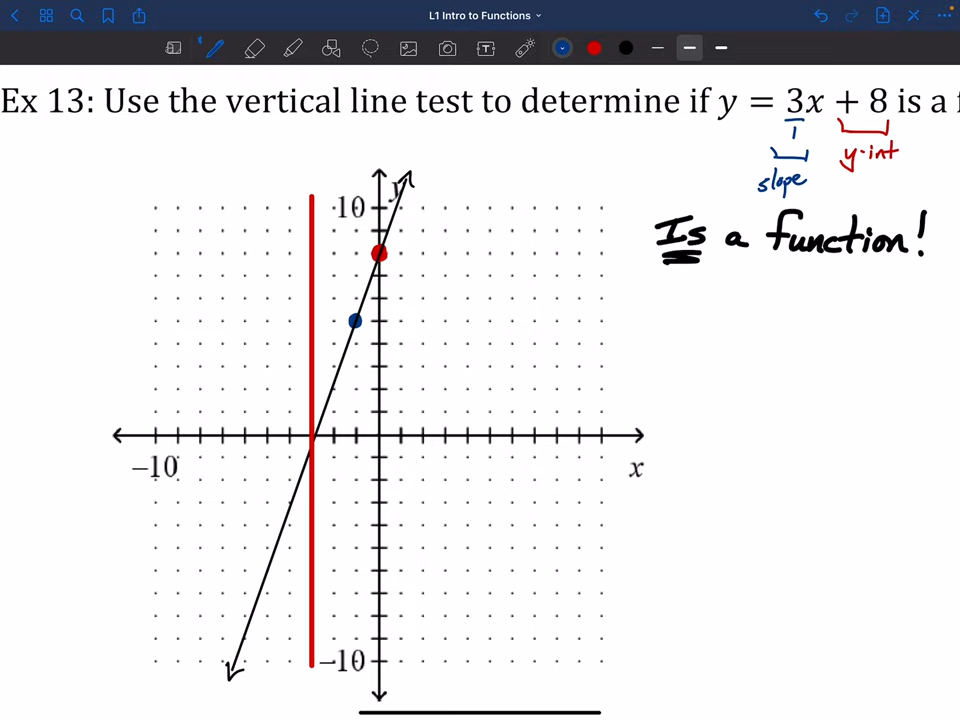 L1 Intro to Functions
Ex 13: Use the vertical line test to determine if y = 3x + 8 is a
1
slope
y-int
Is a function!
y
10
-10
x
-10